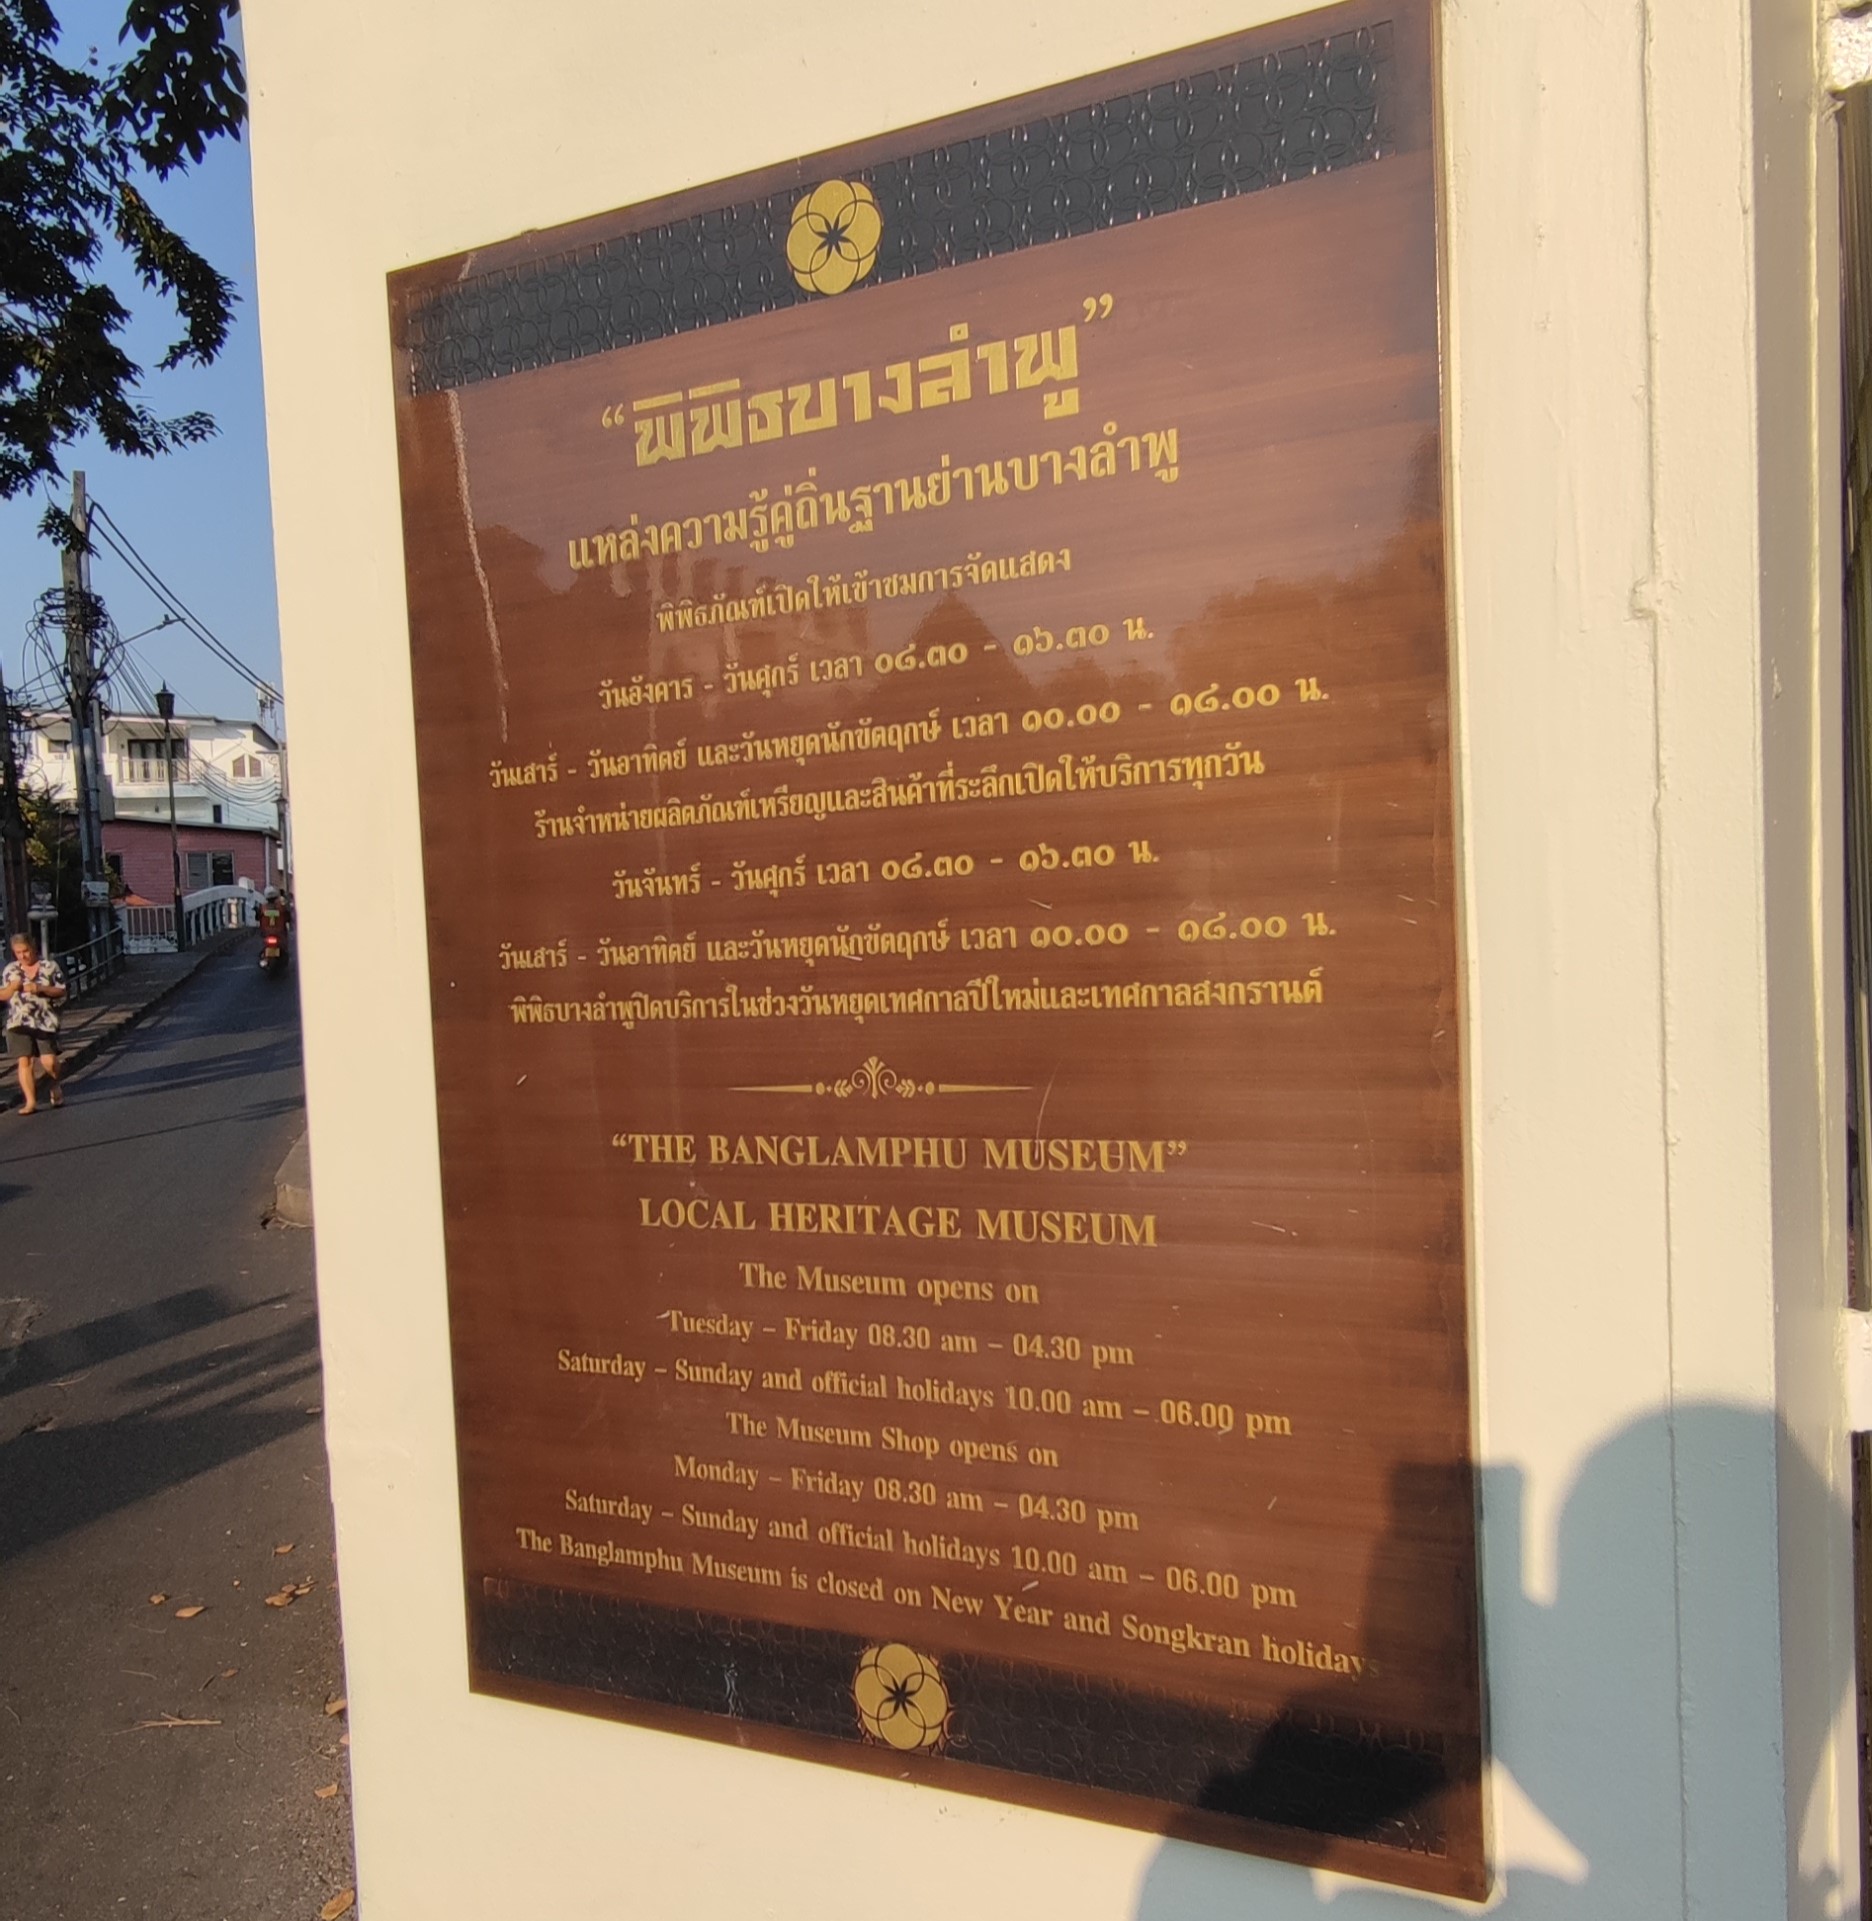 “พิพิธบางลำพู”
แหล่งความรู้คู่ถิ่นฐานย่านบางลำพู
พิพิธภัณฑ์เปิดให้เข้าชมการจัดแสดง
วันอังคาร - วันศุกร์ เวลา ๐๘.๓๐ - ๑๖.๓๐ น.
วันเสาร์ - วันอาทิตย์ และวันหยุดนักขัตฤกษ์ เวลา ๑๐.๐๐ - ๑๘.๐๐ น.
ร้านจำหน่ายผลิตภัณฑ์เหรียญและสินค้าที่ระลึกเปิดให้บริการทุกวัน
วันจันทร์ - วันศุกร์ เวลา ๐๘.๓๐ - ๑๖.๓๐ น.
วันเสาร์ - วันอาทิตย์ และวันหยุดนักขัตฤกษ์ เวลา ๑๐.๐๐ - ๑๘.๐๐ น.
พิพิธบางลำพูปิดบริการในช่วงวันหยุดเทศกาลปีใหม่และเทศกาลสงกรานต์
“THE BANGLAMPHU MUSEUM”
LOCAL HERITAGE MUSEUM
The Museum opens on
Tuesday – Friday 08.30 am – 04.30 pm
Saturday – Sunday and official holidays 10.00 am – 06.00 pm
The Museum Shop opens on
Monday – Friday 08.30 am – 04.30 pm
Saturday – Sunday and official holidays 10.00 am – 06.00 pm
The Banglamphu Museum is closed on New Year and Songkran holidays